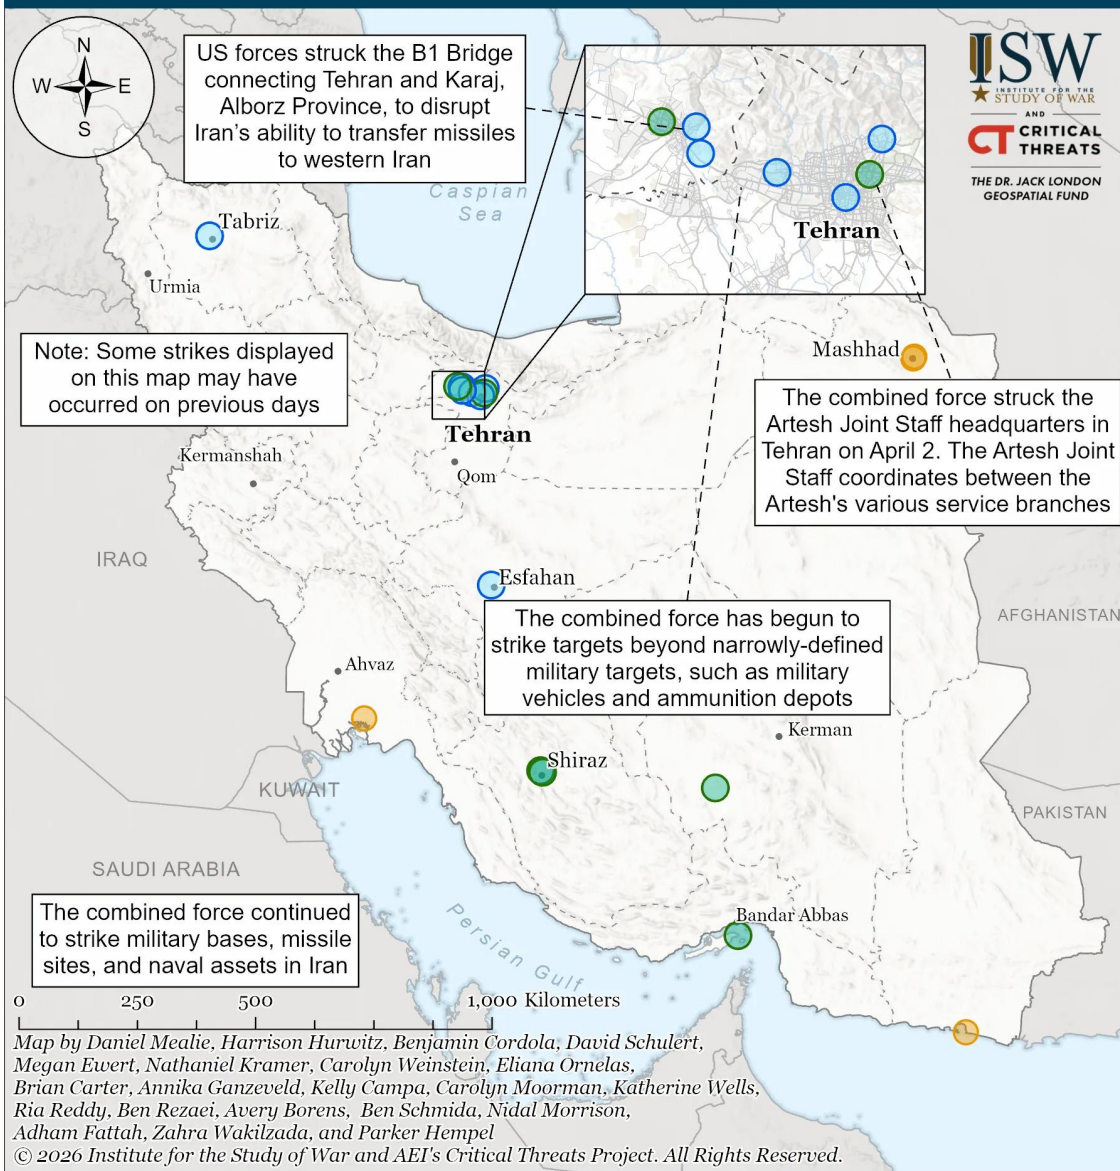 N
W
E
S
US forces struck the B1 Bridge
connecting Tehran and Karaj,
Alborz Province, to disrupt
Iran's ability to transfer missiles
to western Iran
ISW
INSTITUTE FOR THE
STUDY OF WAR
AND
CT CRITICAL
THREATS
THE DR. JACK LONDON
GEOSPATIAL FUND
Caspian
Sea
Tehran
Tabriz
Urmia
Note: Some strikes displayed
on this map may have
occurred on previous days
Mashhad
The combined force struck the
Artesh Joint Staff headquarters in
Tehran on April 2. The Artesh Joint
Staff coordinates between the
Artesh's various service branches
Tehran
Kermanshah
Qom
IRAQ
Esfahan
AFGHANISTAN
The combined force has begun to
strike targets beyond narrowly-defined
military targets, such as military
vehicles and ammunition depots
Ahvaz
Kerman
Shiraz
KUWAIT
PAKISTAN
SAUDI ARABIA
The combined force continued
to strike military bases, missile
sites, and naval assets in Iran
Persian Gulf
Bandar Abbas
0 250 500 1,000 Kilometers
Map by Daniel Mealie, Harrison Hurwitz, Benjamin Cordola, David Schulert,
Megan Ewert, Nathaniel Kramer, Carolyn Weinstein, Eliana Ornelas,
Brian Carter, Annika Ganzeveld, Kelly Campa, Carolyn Moorman, Katherine Wells,
Ria Reddy, Ben Rezaei, Avery Borens, Ben Schmida, Nidal Morrison,
Adham Fattah, Zahra Wakilzada, and Parker Hempel
© 2026 Institute for the Study of War and AEI's Critical Threats Project. All Rights Reserved.